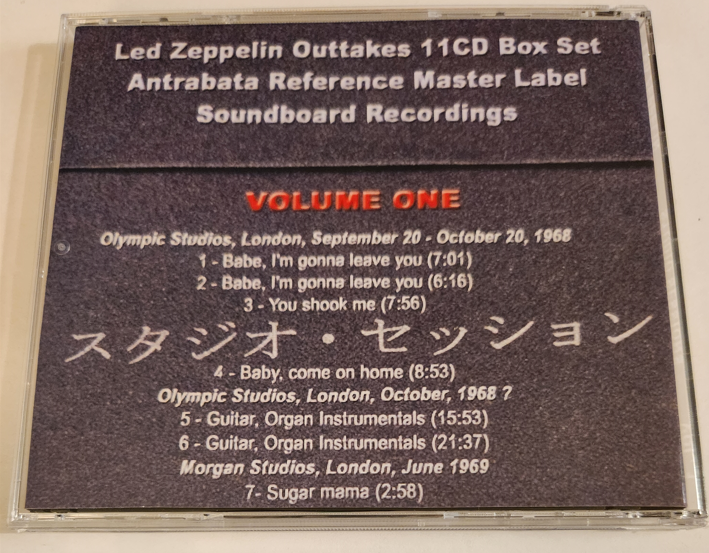 Led Zeppelin Outtakes 11CD Box Set
Antrabata Reference Master Label
Soundboard Recordings
VOLUME ONE
Olympic Studios, London, September 20 - October 20, 1968
1 - Babe, I'm gonna leave you (7:01)
2 - Babe, I'm gonna leave you (6:16)
3 - You shook me (7:56)
スタジオ・セッション
4 - Baby, come on home (8:53)
Olympic Studios, London, October, 1968 ?
5 - Guitar, Organ Instrumentals (15:53)
6 - Guitar, Organ Instrumentals (21:37)
Morgan Studios, London, June 1969
7- Sugar mama (2:58)